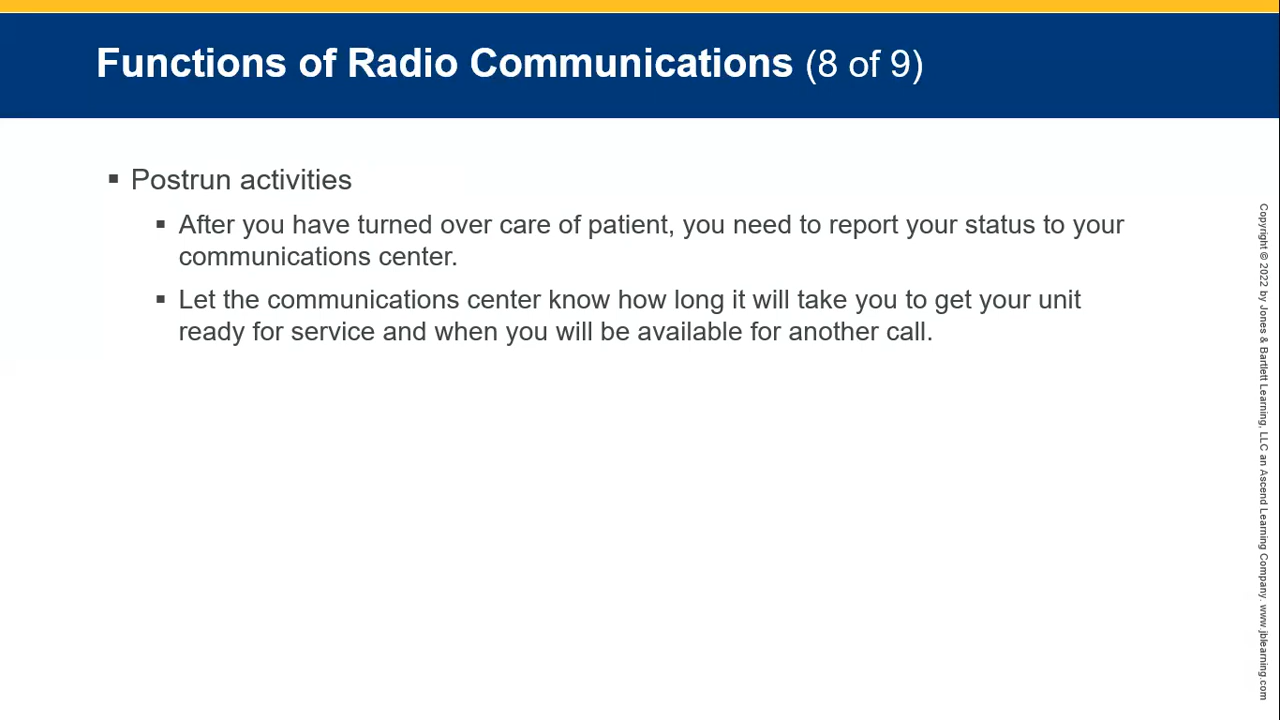 Functions of Radio Communications (8 of 9)
▪ Postrun activities
▪ After you have turned over care of patient, you need to report your status to your
communications center.
▪ Let the communications center know how long it will take you to get your unit
ready for service and when you will be available for another call.
Copyright © 2022 by Jones & Bartlett Learning, LLC an Ascend Learning Company. www.jblearning.com